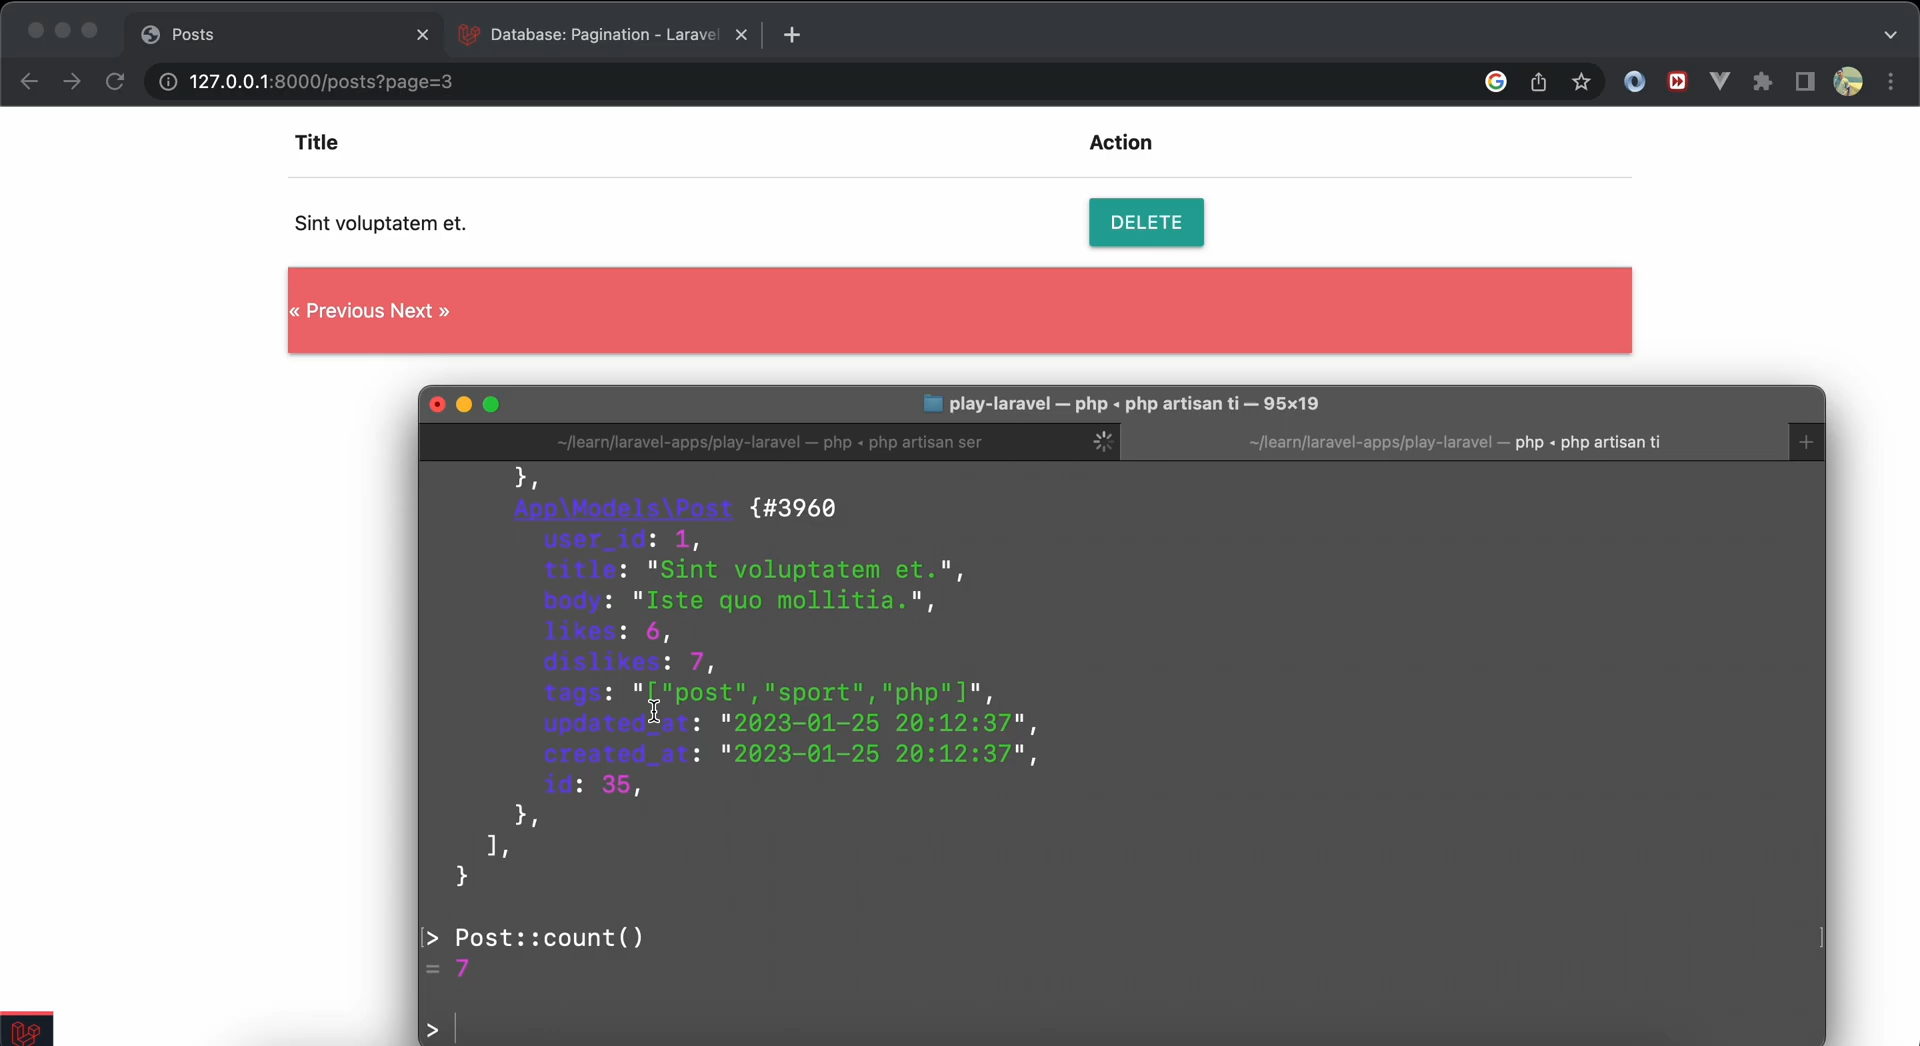 Posts
Database: Pagination - Laravel
127.0.0.1:8000/posts?page=3
Title Action
Sint voluptatem et. DELETE
« Previous Next »
play-laravel — php ◂ php artisan ti — 95×19
~/learn/laravel-apps/play-laravel — php ◂ php artisan ser ~/learn/laravel-apps/play-laravel — php ◂ php artisan ti
},
App\Models\Post {#3960
user_id: 1,
title: "Sint voluptatem et.",
body: "Iste quo mollitia.",
likes: 6,
dislikes: 7,
tags: "["post","sport","php"]",
updated_at: "2023-01-25 20:12:37",
created_at: "2023-01-25 20:12:37",
id: 35,
},
],
}
[> Post::count() ]
= 7
>